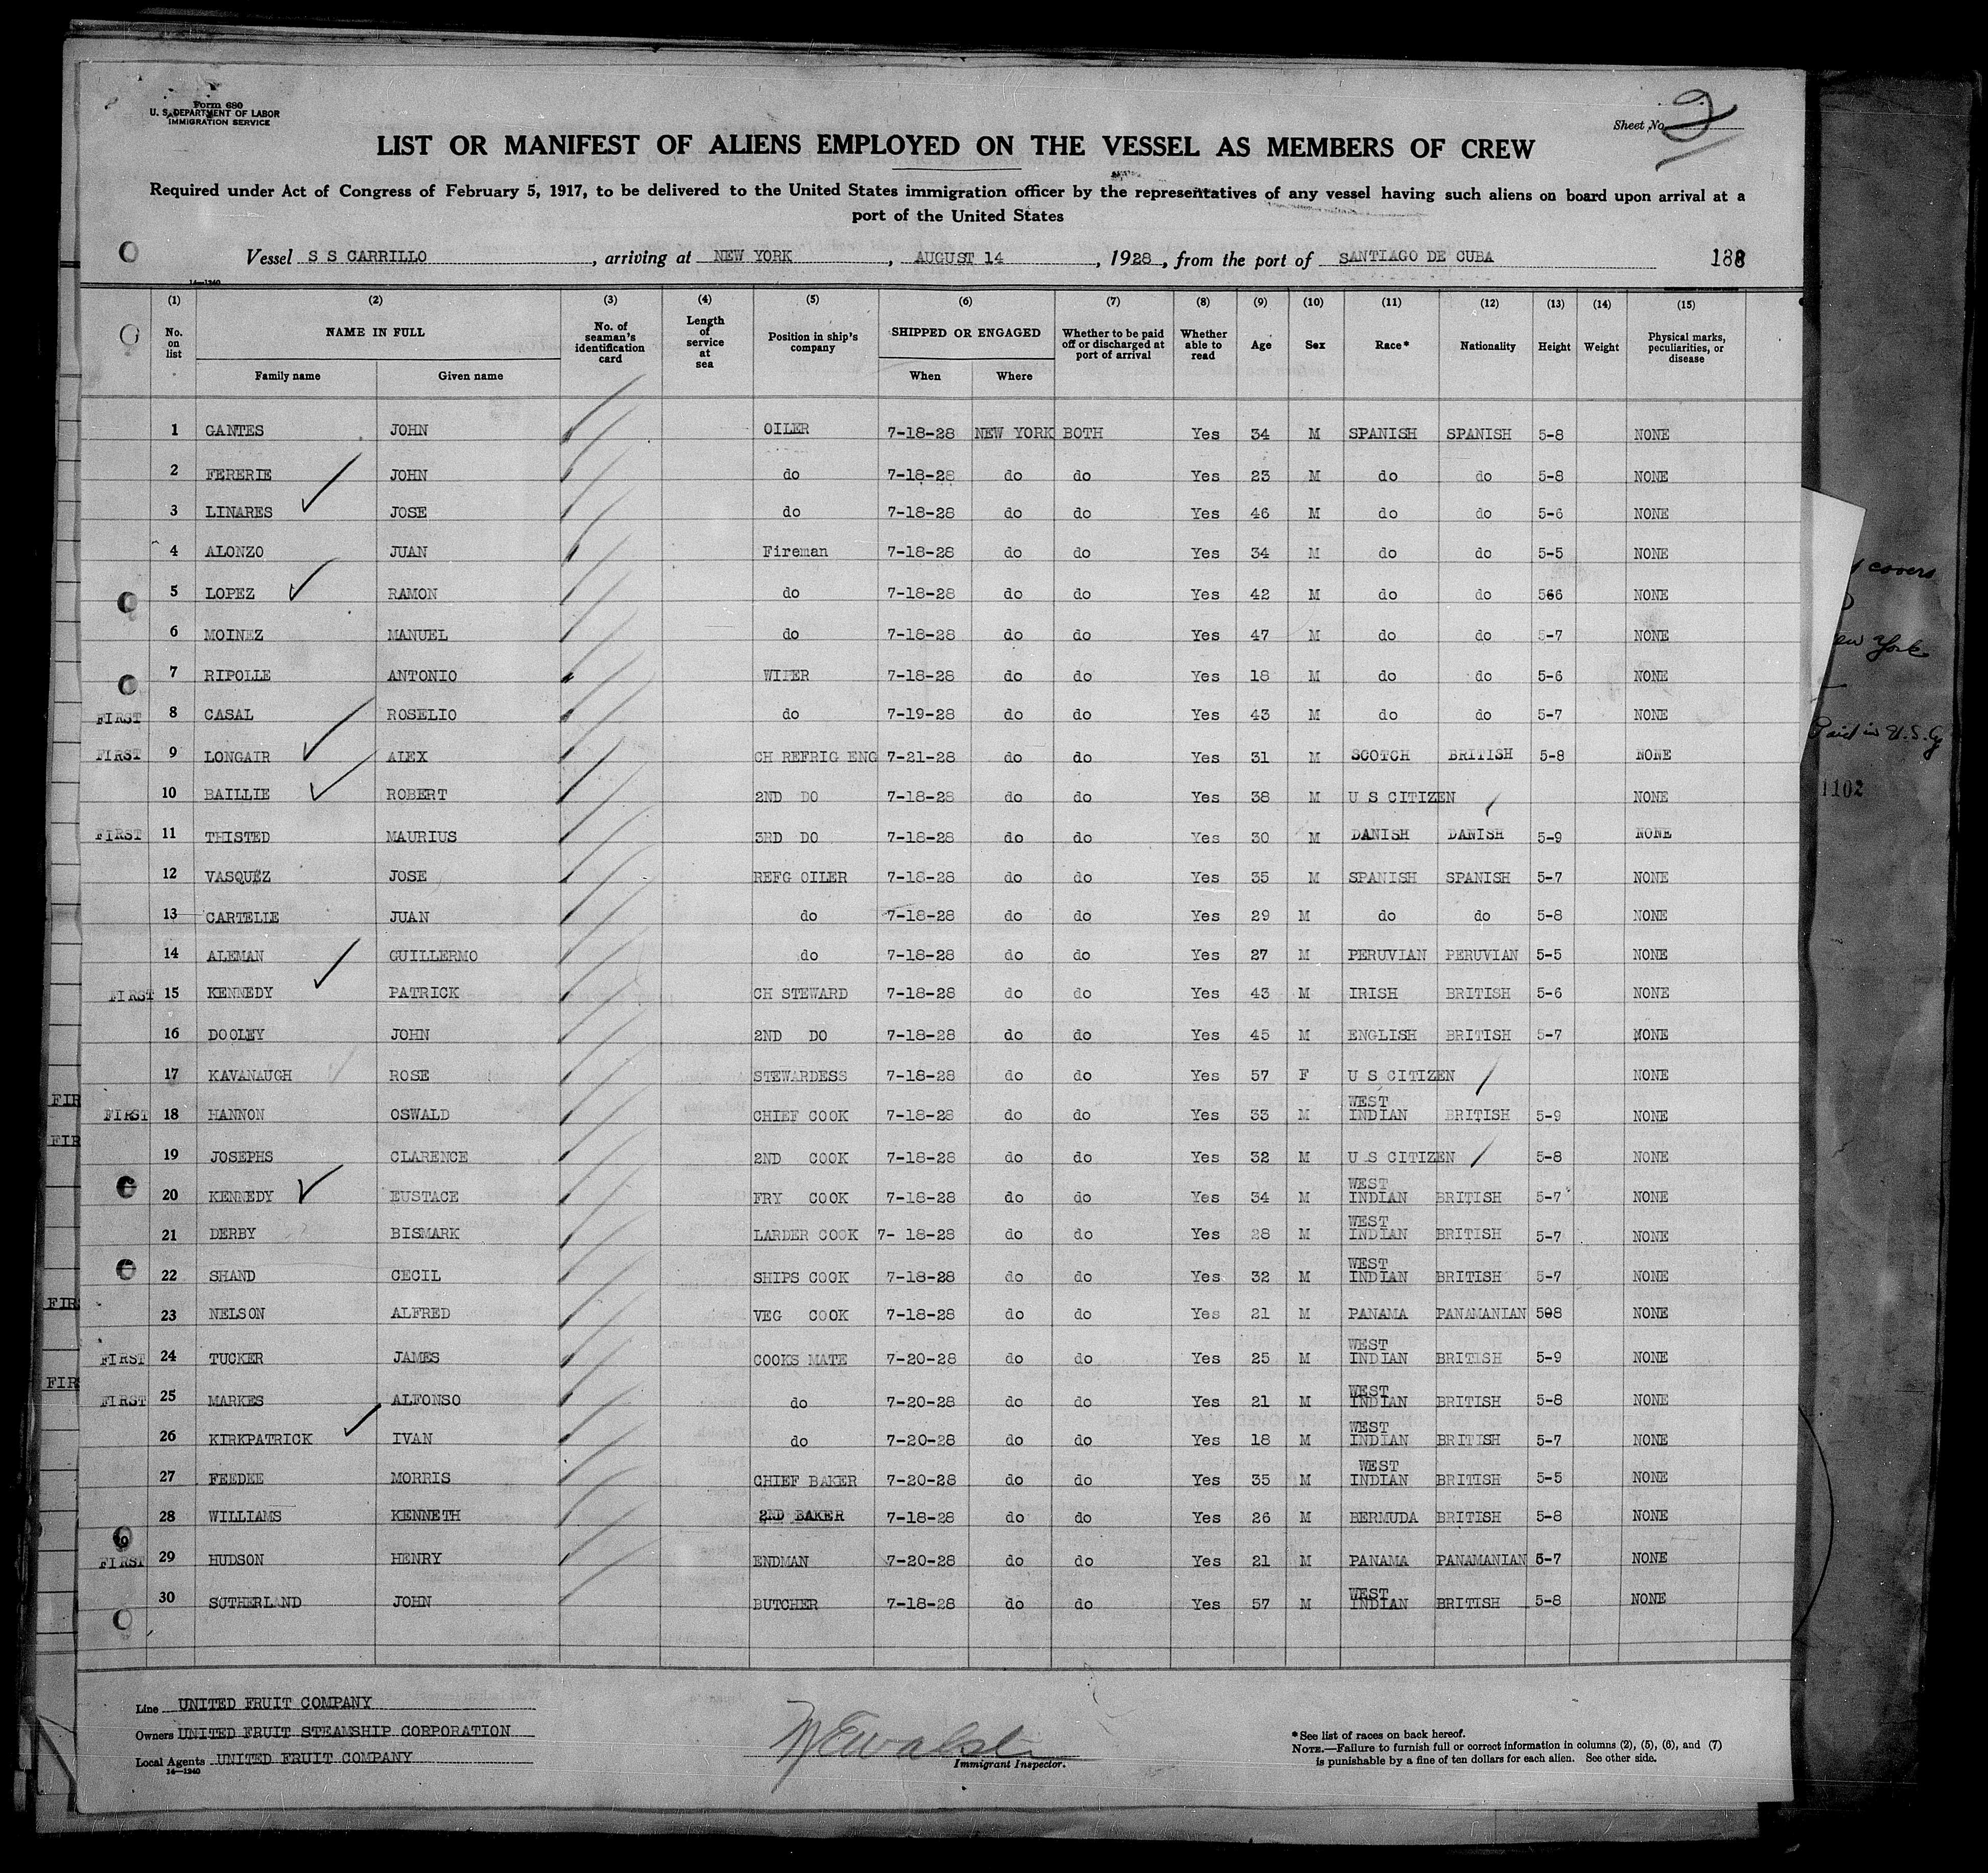 Form 680
U. S. DEPARTMENT OF LABOR
IMMIGRATION SERVICE
Sheet No. 2
LIST OR MANIFEST OF ALIENS EMPLOYED ON THE VESSEL AS MEMBERS OF CREW
Required under Act of Congress of February 5, 1917, to be delivered to the United States immigration officer by the representatives of any vessel having such aliens on board upon arrival at a
port of the United States
Vessel S S CARRILLO, arriving at NEW YORK, AUGUST 14, 1928, from the port of SANTIAGO DE CUBA 188
14-1240
(1) (2) (3) (4) (5) (6) (7) (8) (9) (10) (11) (12) (13) (14) (15)
No. on list NAME IN FULL No. of seaman's identification card Length of service at sea Position in ship's company SHIPPED OR ENGAGED Whether to be paid off or discharged at port of arrival Whether able to read Age Sex Race* Nationality Height Weight Physical marks, peculiarities, or disease
Family name Given name When Where
1 GANTES JOHN OILER 7-18-28 NEW YORK BOTH Yes 34 M SPANISH SPANISH 5-8 NONE
2 FERERIE JOHN do 7-18-28 do do Yes 23 M do do 5-8 NONE
3 LINARES JOSE do 7-18-28 do do Yes 46 M do do 5-6 NONE
4 ALONZO JUAN Fireman 7-18-28 do do Yes 34 M do do 5-5 NONE
5 LOPEZ RAMON do 7-18-28 do do Yes 42 M do do 566 NONE
6 MOINEZ MANUEL do 7-18-28 do do Yes 47 M do do 5-7 NONE
7 RIPOLLE ANTONIO WIPER 7-18-28 do do Yes 18 M do do 5-6 NONE
FIRST 8 CASAL ROSELIO do 7-19-28 do do Yes 43 M do do 5-7 NONE
FIRST 9 LONGAIR ALEX CH REFRIG ENG 7-21-28 do do Yes 31 M SCOTCH BRITISH 5-8 NONE
10 BAILLIE ROBERT 2ND DO 7-18-28 do do Yes 38 M U S CITIZEN NONE
FIRST 11 THISTED MAURIUS 3RD DO 7-18-28 do do Yes 30 M DANISH DANISH 5-9 NONE
12 VASQUEZ JOSE REFG OILER 7-18-28 do do Yes 35 M SPANISH SPANISH 5-7 NONE
13 CARTELIE JUAN do 7-18-28 do do Yes 29 M do do 5-8 NONE
14 ALEMAN GUILLERMO do 7-18-28 do do Yes 27 M PERUVIAN PERUVIAN 5-5 NONE
FIRST 15 KENNEDY PATRICK CH STEWARD 7-18-28 do do Yes 43 M IRISH BRITISH 5-6 NONE
16 DOOLEY JOHN 2ND DO 7-18-28 do do Yes 45 M ENGLISH BRITISH 5-7 NONE
17 KAVANAUGH ROSE STEWARDESS 7-18-28 do do Yes 57 F U S CITIZEN NONE
FIRST 18 HANNON OSWALD CHIEF COOK 7-18-28 do do Yes 33 M WEST INDIAN BRITISH 5-9 NONE
19 JOSEPHS CLARENCE 2ND COOK 7-18-28 do do Yes 32 M U S CITIZEN 5-8 NONE
20 KENNEDY EUSTACE FRY COOK 7-18-28 do do Yes 34 M WEST INDIAN BRITISH 5-7 NONE
21 DERBY BISMARK LARDER COOK 7- 18-28 do do Yes 28 M WEST INDIAN BRITISH 5-7 NONE
22 SHAND CECIL SHIPS COOK 7-18-28 do do Yes 32 M WEST INDIAN BRITISH 5-7 NONE
23 NELSON ALFRED VEG COOK 7-18-28 do do Yes 21 M PANAMA PANAMANIAN 508 NONE
FIRST 24 TUCKER JAMES COOKS MATE 7-20-28 do do Yes 25 M WEST INDIAN BRITISH 5-9 NONE
FIRST 25 MARKES ALFONSO do 7-20-28 do do Yes 21 M WEST INDIAN BRITISH 5-8 NONE
26 KIRKPATRICK IVAN do 7-20-28 do do Yes 18 M WEST INDIAN BRITISH 5-7 NONE
27 FEEDEE MORRIS CHIEF BAKER 7-20-28 do do Yes 35 M WEST INDIAN BRITISH 5-5 NONE
28 WILLIAMS KENNETH 2ND BAKER 7-18-28 do do Yes 26 M BERMUDA BRITISH 5-8 NONE
FIRST 29 HUDSON HENRY ENDMAN 7-20-28 do do Yes 21 M PANAMA PANAMANIAN 5-7 NONE
30 SUTHERLAND JOHN BUTCHER 7-18-28 do do Yes 57 M WEST INDIAN BRITISH 5-8 NONE
Line UNITED FRUIT COMPANY
Owners UNITED FRUIT STEAMSHIP CORPORATION
Local Agents UNITED FRUIT COMPANY
14-1240
Immigrant Inspector.
*See list of races on back hereof.
NOTE.—Failure to furnish full or correct information in columns (2), (5), (6), and (7)
is punishable by a fine of ten dollars for each alien. See other side.
covers
York
Paid in U.S.
1102
FIR
FIR
FIR
FIR